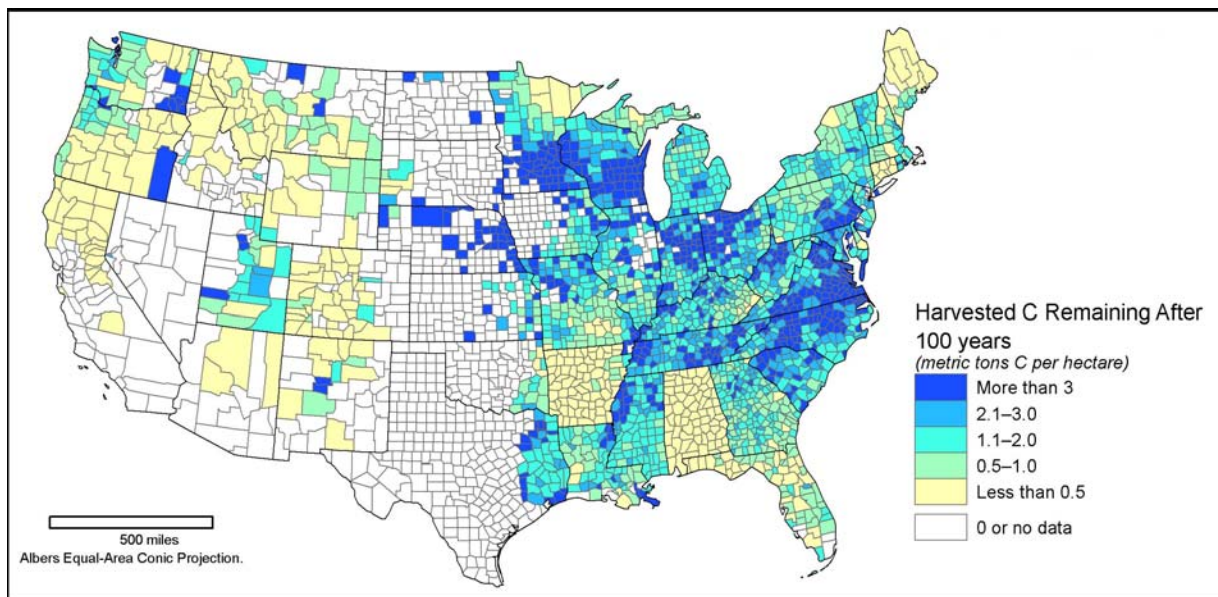 Harvested C Remaining After
100 years
(metric tons C per hectare)
More than 3
2.1–3.0
1.1–2.0
0.5–1.0
Less than 0.5
0 or no data
500 miles
Albers Equal-Area Conic Projection.